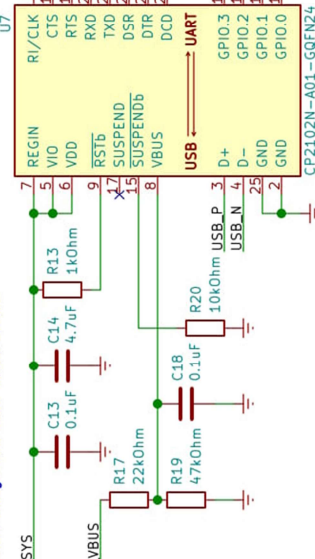 U7
RI/CLK
CTS
RTS
RXD
TXD
DSR
DTR
DCD
UART
GPIO.3
GPIO.2
GPIO.1
GPIO.0
CP2102N-A01-GQFN24
REGIN
VIO
VDD
RSTb
SUSPEND
SUSPENDb
VBUS
USB
D+
D-
GND
GND
7
5
6
9
17
15
8
3
4
25
2
USB_P
USB_N
R13
1kOhm
R20
10kOhm
C14
4.7uF
C18
0.1uF
C13
0.1uF
R17
22kOhm
R19
47kOhm
SYS
VBUS